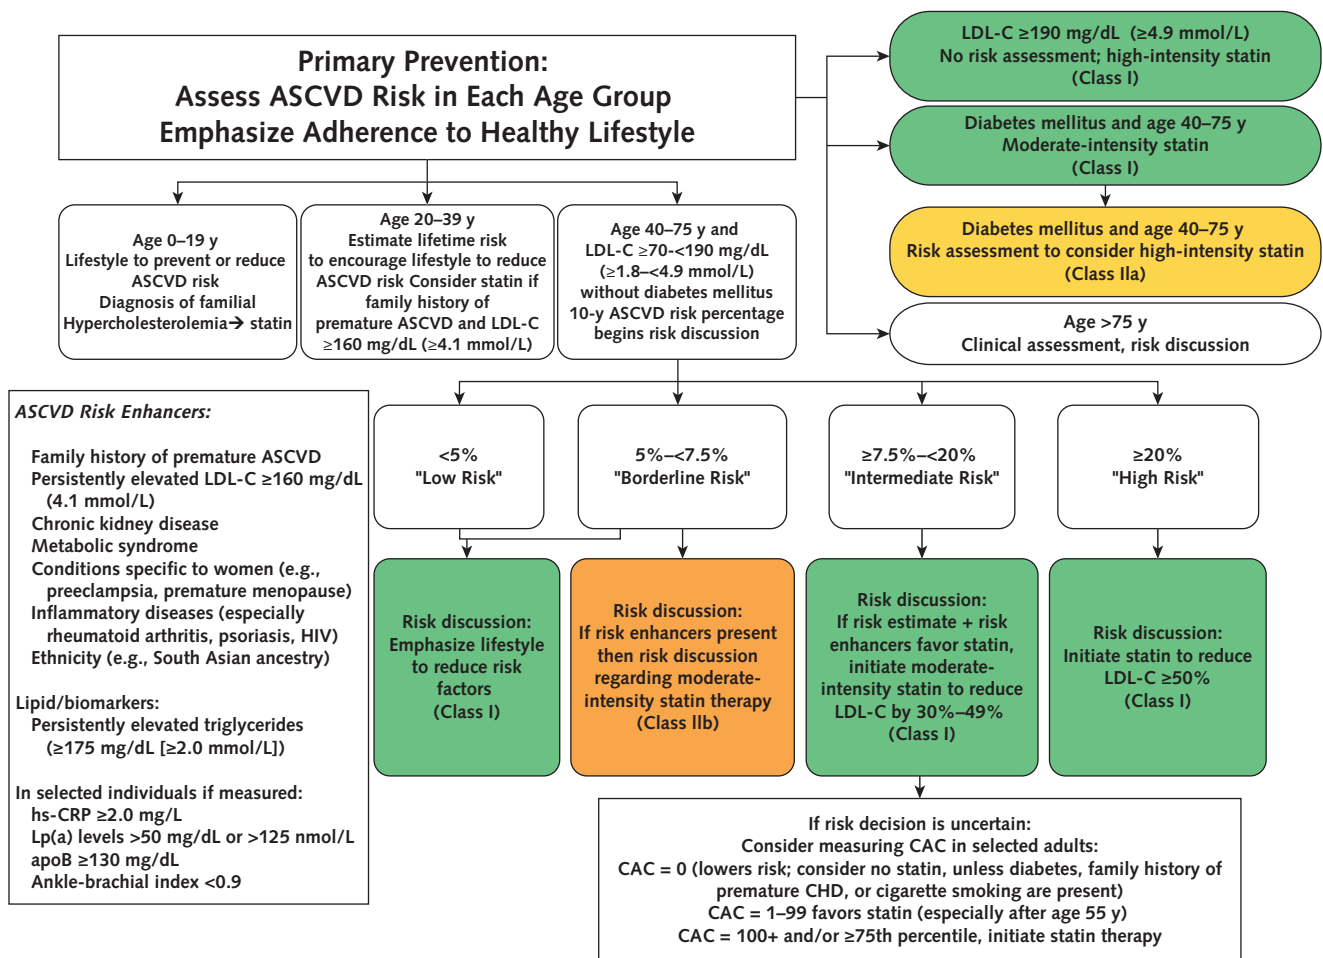 Primary Prevention:
Assess ASCVD Risk in Each Age Group
Emphasize Adherence to Healthy Lifestyle
LDL-C ≥190 mg/dL (≥4.9 mmol/L)
No risk assessment; high-intensity statin
(Class I)
Diabetes mellitus and age 40–75 y
Moderate-intensity statin
(Class I)
Diabetes mellitus and age 40–75 y
Risk assessment to consider high-intensity statin
(Class IIa)
Age >75 y
Clinical assessment, risk discussion
Age 0–19 y
Lifestyle to prevent or reduce
ASCVD risk
Diagnosis of familial
Hypercholesterolemia→ statin
Age 20–39 y
Estimate lifetime risk
to encourage lifestyle to reduce
ASCVD risk Consider statin if
family history of
premature ASCVD and LDL-C
≥160 mg/dL (≥4.1 mmol/L)
Age 40–75 y and
LDL-C ≥70-<190 mg/dL
(≥1.8–<4.9 mmol/L)
without diabetes mellitus
10-y ASCVD risk percentage
begins risk discussion
ASCVD Risk Enhancers:
Family history of premature ASCVD
Persistently elevated LDL-C ≥160 mg/dL
(4.1 mmol/L)
Chronic kidney disease
Metabolic syndrome
Conditions specific to women (e.g.,
preeclampsia, premature menopause)
Inflammatory diseases (especially
rheumatoid arthritis, psoriasis, HIV)
Ethnicity (e.g., South Asian ancestry)
Lipid/biomarkers:
Persistently elevated triglycerides
(≥175 mg/dL [≥2.0 mmol/L])
In selected individuals if measured:
hs-CRP ≥2.0 mg/L
Lp(a) levels >50 mg/dL or >125 nmol/L
apoB ≥130 mg/dL
Ankle-brachial index <0.9
<5%
"Low Risk"
5%–<7.5%
"Borderline Risk"
≥7.5%–<20%
"Intermediate Risk"
≥20%
"High Risk"
Risk discussion:
Emphasize lifestyle
to reduce risk
factors
(Class I)
Risk discussion:
If risk enhancers present
then risk discussion
regarding moderate-
intensity statin therapy
(Class IIb)
Risk discussion:
If risk estimate + risk
enhancers favor statin,
initiate moderate-
intensity statin to reduce
LDL-C by 30%–49%
(Class I)
Risk discussion:
Initiate statin to reduce
LDL-C ≥50%
(Class I)
If risk decision is uncertain:
Consider measuring CAC in selected adults:
CAC = 0 (lowers risk; consider no statin, unless diabetes, family history of
premature CHD, or cigarette smoking are present)
CAC = 1–99 favors statin (especially after age 55 y)
CAC = 100+ and/or ≥75th percentile, initiate statin therapy